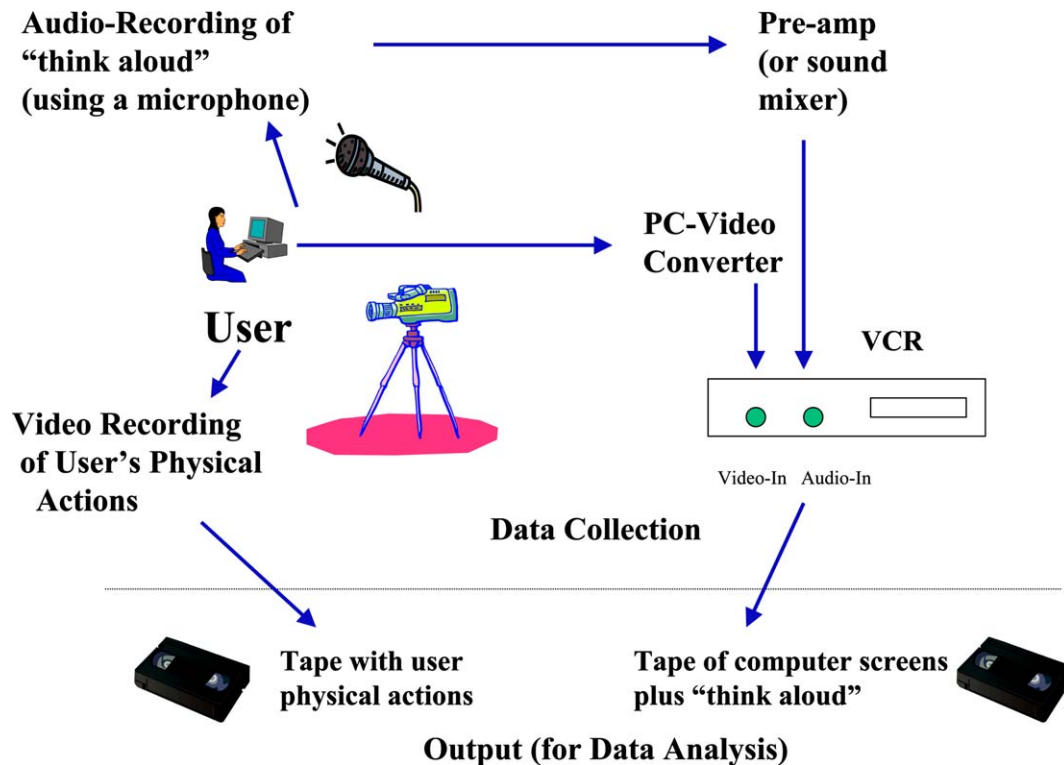 Audio-Recording of
“think aloud”
(using a microphone)
Pre-amp
(or sound
mixer)
PC-Video
Converter
User
VCR
Video Recording
of User’s Physical
Actions
Video-In Audio-In
Data Collection
Tape with user
physical actions
Tape of computer screens
plus “think aloud”
Output (for Data Analysis)